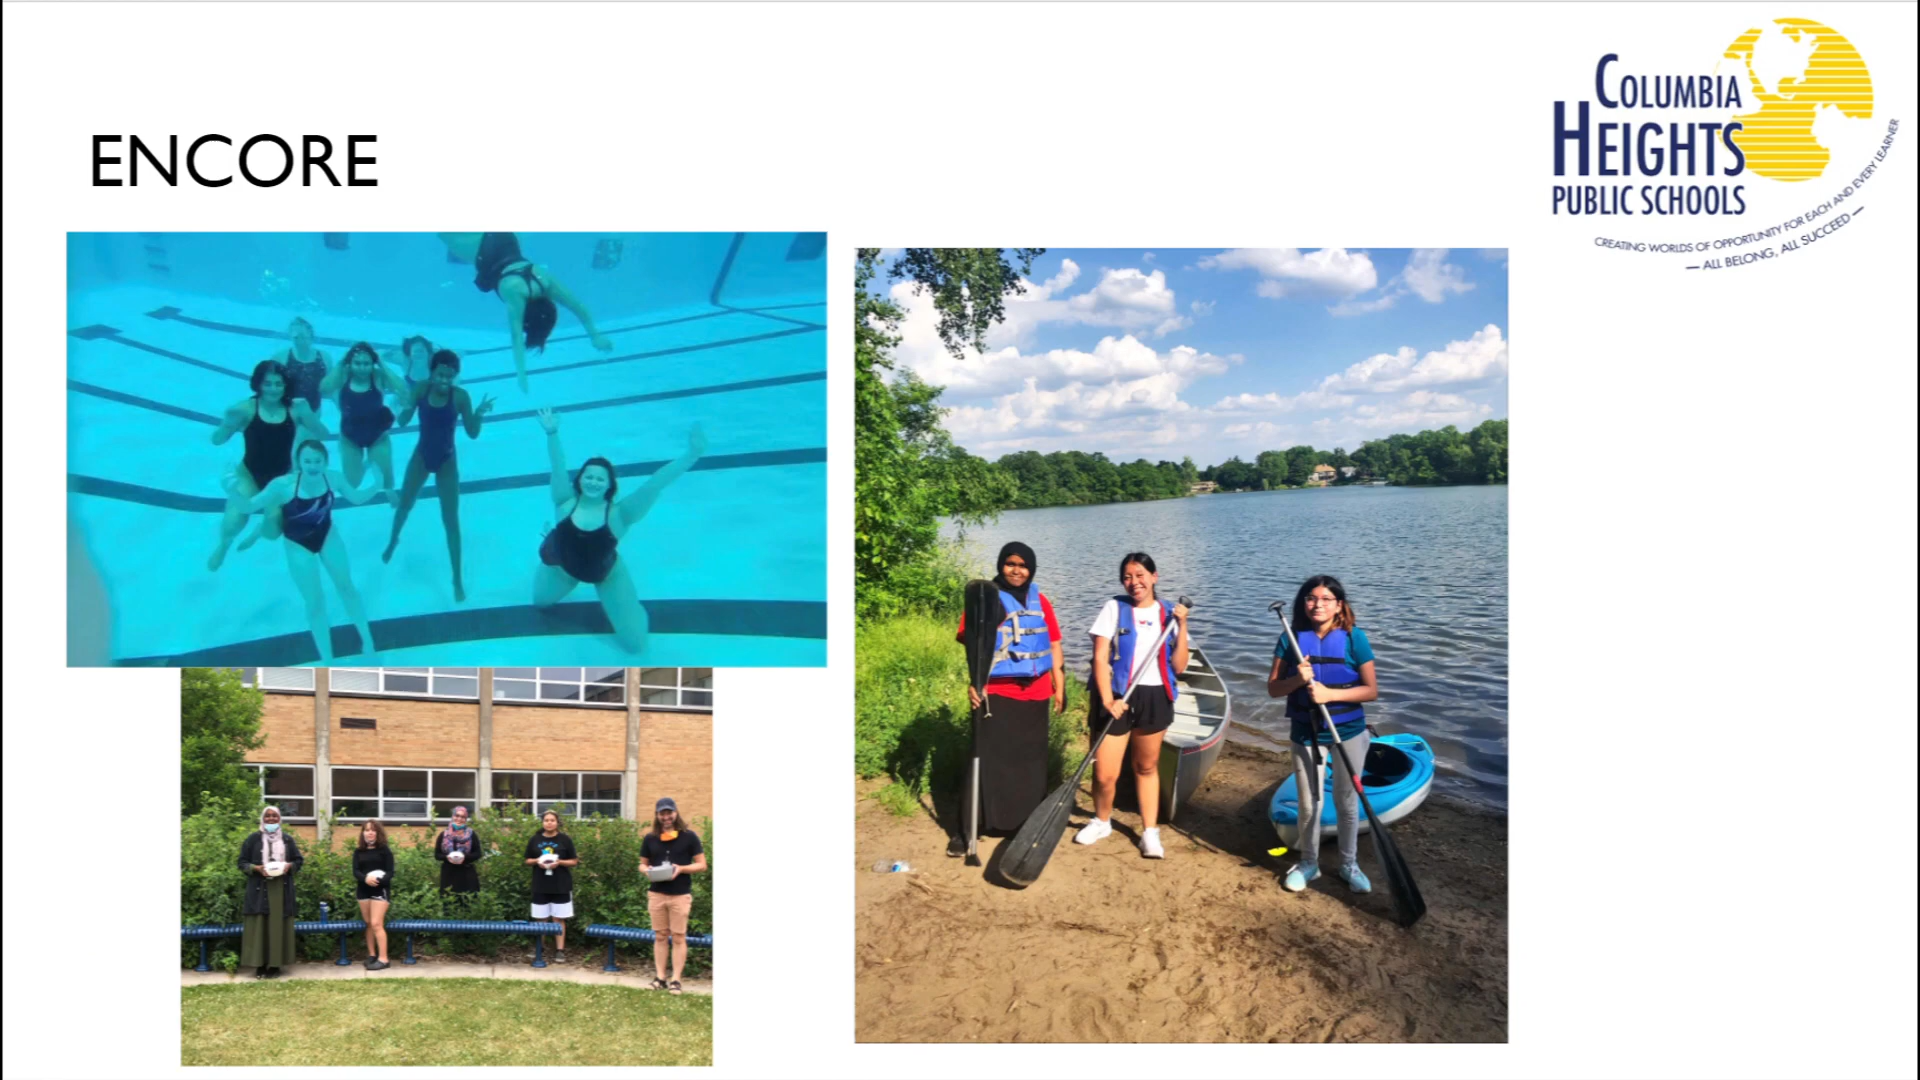 ENCORE
COLUMBIA
HEIGHTS
PUBLIC SCHOOLS
CREATING WORLDS OF OPPORTUNITY FOR EACH AND EVERY LEARNER
— ALL BELONG, ALL SUCCEED —